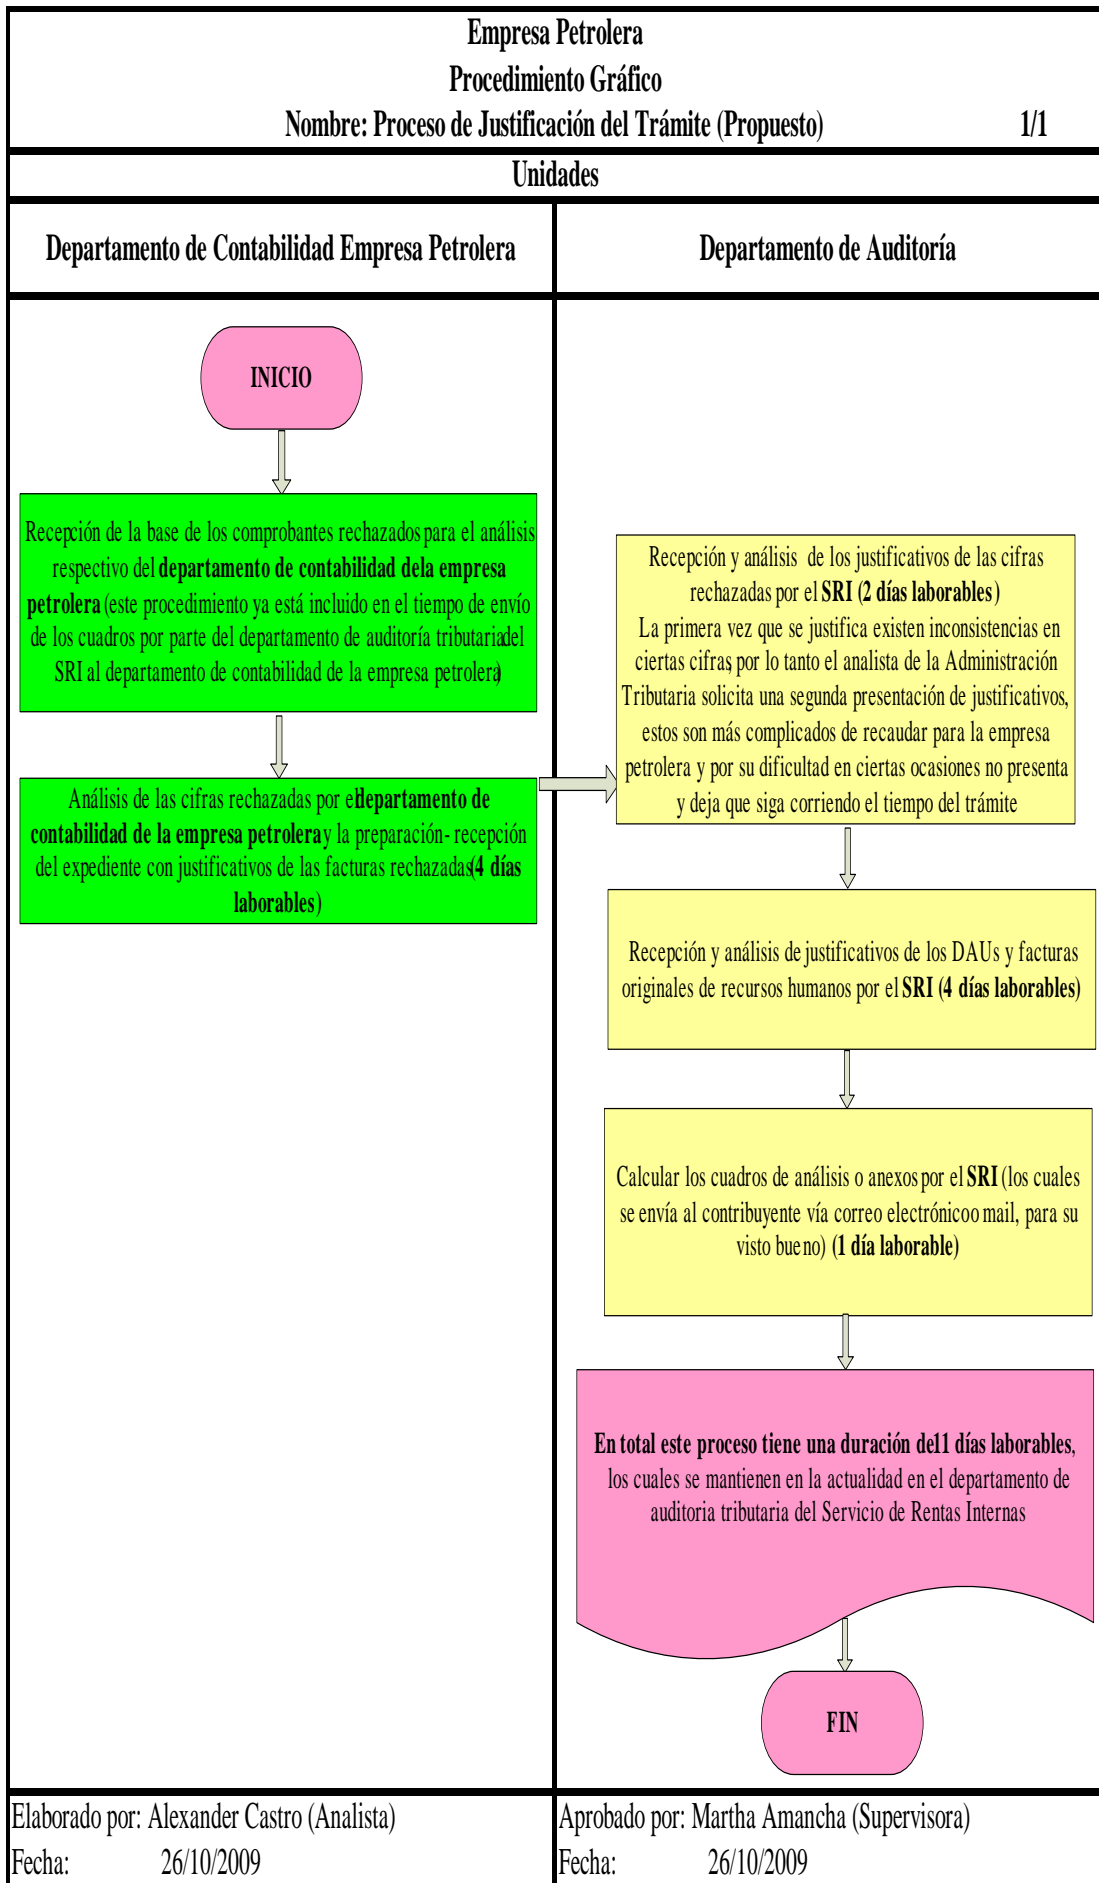 Empresa Petrolera
Procedimiento Gráfico
Nombre: Proceso de Justificación del Trámite (Propuesto) 1/1
Unidades
Departamento de Contabilidad Empresa Petrolera
Departamento de Auditoría
INICIO
Recepción de la base de los comprobantes rechazados para el análisis
respectivo del departamento de contabilidad dela empresa
petrolera (este procedimiento ya está incluido en el tiempo de envío
de los cuadros por parte del departamento de auditoría tributaria del
SRI al departamento de contabilidad de la empresa petrolera)
Análisis de las cifras rechazadas por el departamento de
contabilidad de la empresa petrolera y la preparación- recepción
del expediente con justificativos de las facturas rechazadas (4 días
laborables)
Recepción y análisis de los justificativos de las cifras
rechazadas por el SRI (2 días laborables)
La primera vez que se justifica existen inconsistencias en
ciertas cifras, por lo tanto el analista de la Administración
Tributaria solicita una segunda presentación de justificativos,
estos son más complicados de recaudar para la empresa
petrolera y por su dificultad en ciertas ocasiones no presenta
y deja que siga corriendo el tiempo del trámite
Recepción y análisis de justificativos de los DAUs y facturas
originales de recursos humanos por el SRI (4 días laborables)
Calcular los cuadros de análisis o anexos por el SRI (los cuales
se envía al contribuyente vía correo electrónico o mail, para su
visto bueno) (1 día laborable)
En total este proceso tiene una duración de 11 días laborables,
los cuales se mantienen en la actualidad en el departamento de
auditoria tributaria del Servicio de Rentas Internas
FIN
Elaborado por: Alexander Castro (Analista)
Fecha: 26/10/2009
Aprobado por: Martha Amancha (Supervisora)
Fecha: 26/10/2009